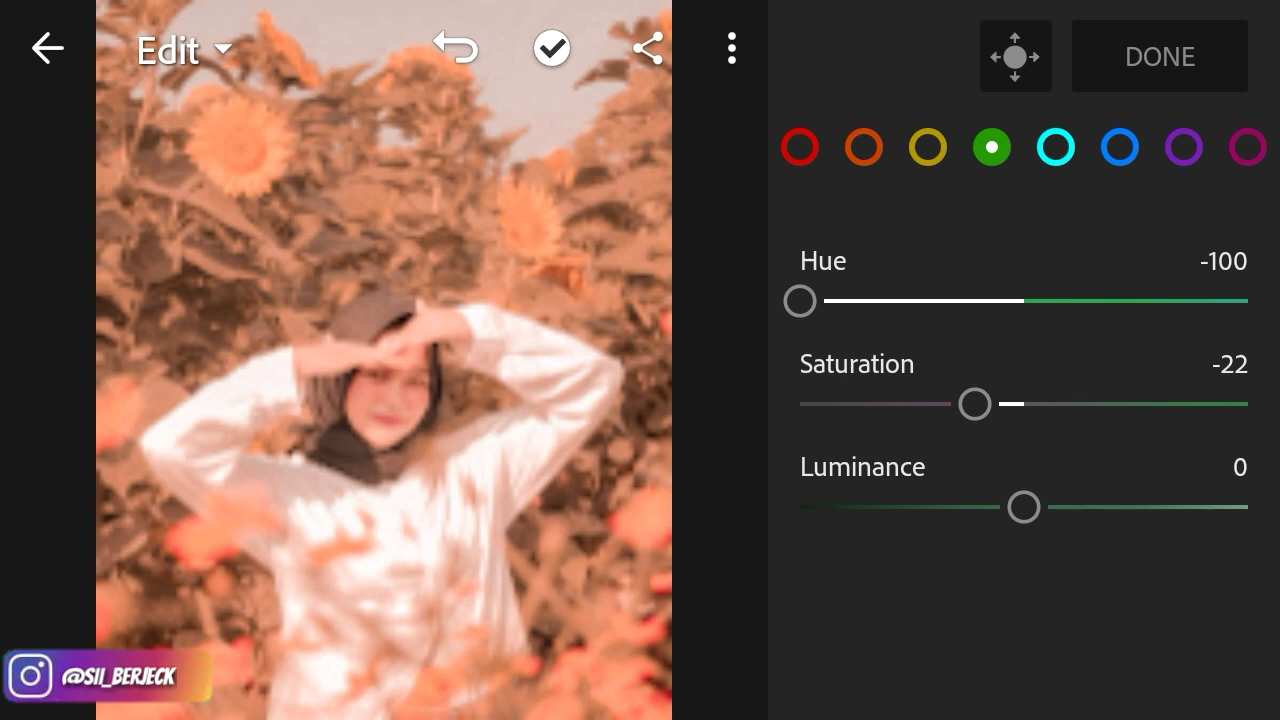 Edit
DONE
Hue -100
Saturation -22
Luminance 0
@SII_BERJECK